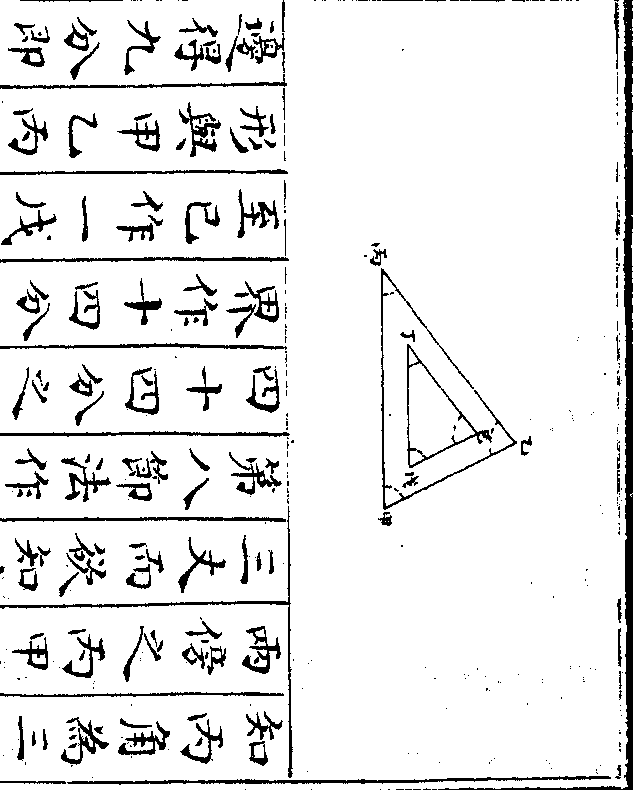 知丙角為三
兩傍之丙甲
三丈而欲知
第八節法作
四十四分之
界作十四分
至己作一戊
形與甲乙丙
邊得九分即
乙
己
丙
丁
戊
甲